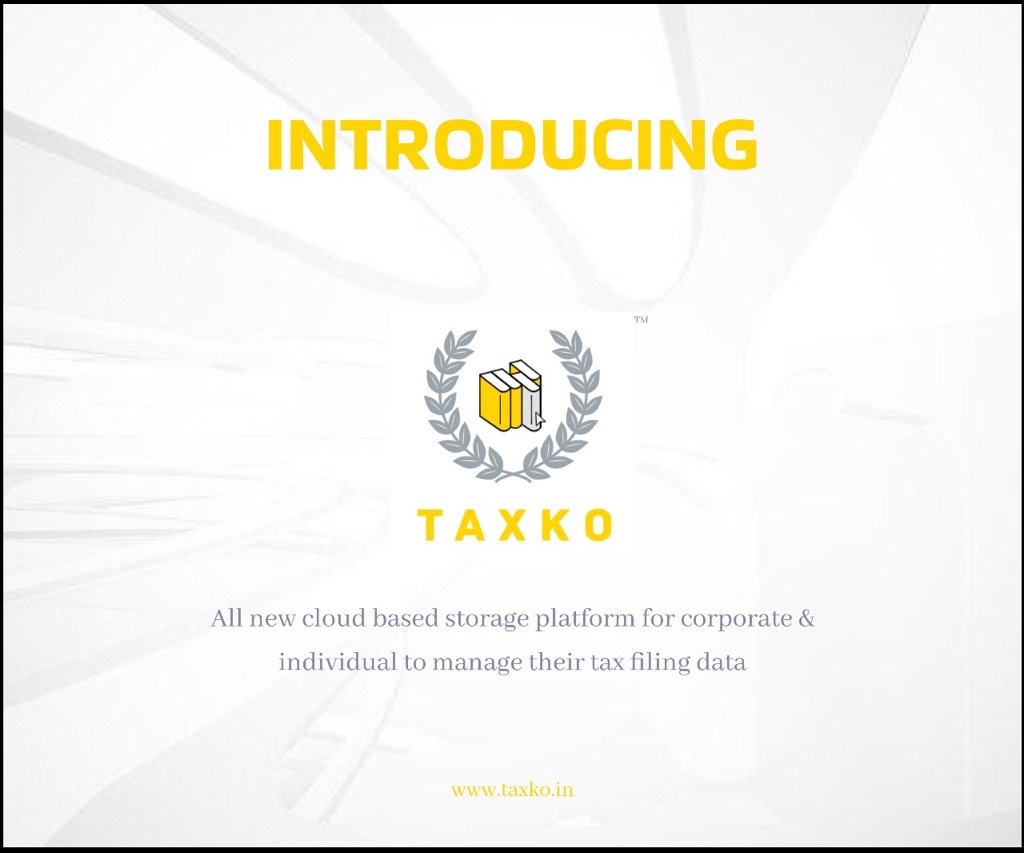 INTRODUCING
TM
TAXKO
All new cloud based storage platform for corporate &
individual to manage their tax filing data
www.taxko.in